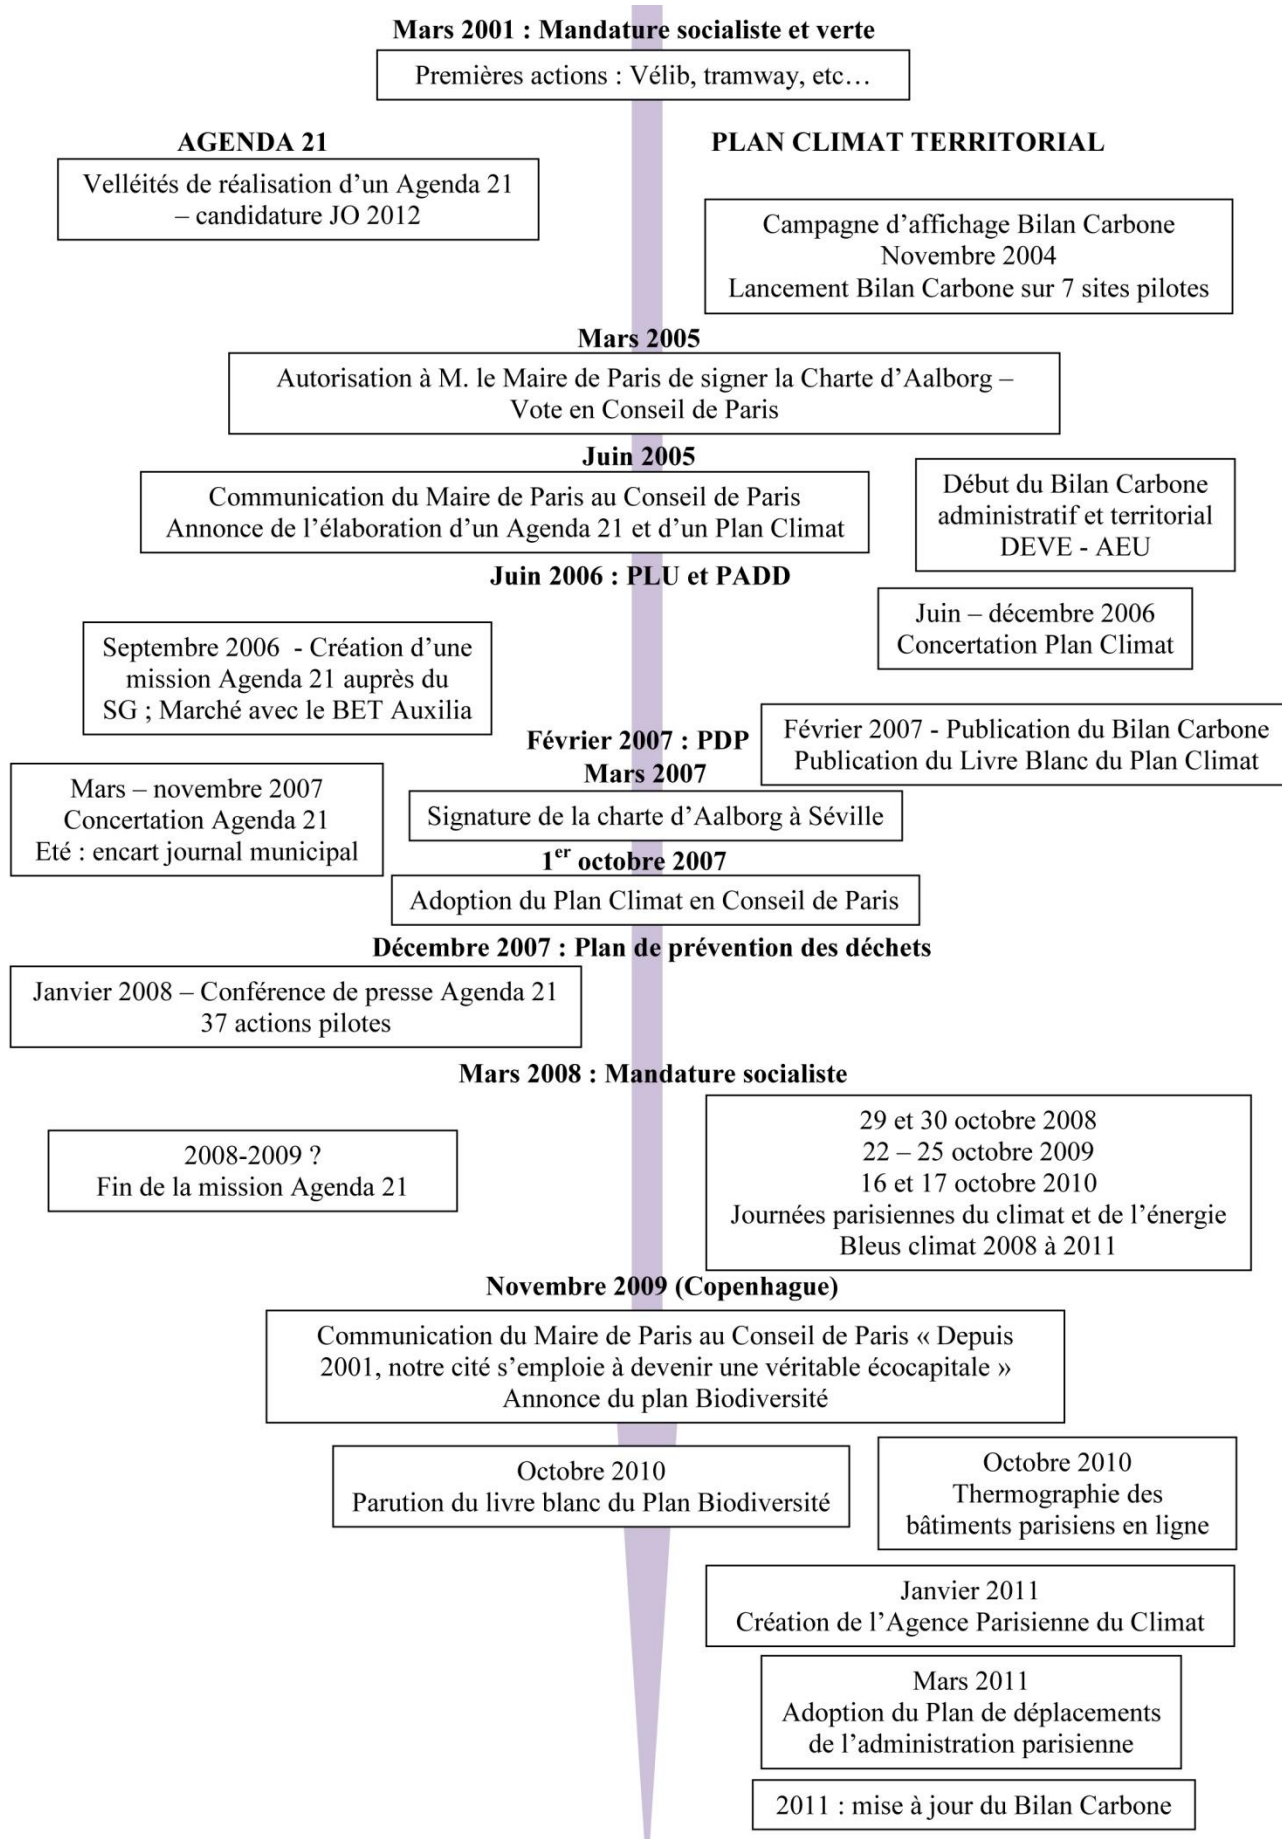 Mars 2001 : Mandature socialiste et verte
Premières actions : Vélib, tramway, etc…
AGENDA 21
PLAN CLIMAT TERRITORIAL
Velléités de réalisation d’un Agenda 21
– candidature JO 2012
Campagne d’affichage Bilan Carbone
Novembre 2004
Lancement Bilan Carbone sur 7 sites pilotes
Mars 2005
Autorisation à M. le Maire de Paris de signer la Charte d’Aalborg –
Vote en Conseil de Paris
Juin 2005
Communication du Maire de Paris au Conseil de Paris
Annonce de l’élaboration d’un Agenda 21 et d’un Plan Climat
Début du Bilan Carbone
administratif et territorial
DEVE - AEU
Juin 2006 : PLU et PADD
Juin – décembre 2006
Concertation Plan Climat
Septembre 2006 - Création d’une
mission Agenda 21 auprès du
SG ; Marché avec le BET Auxilia
Février 2007 : PDP
Février 2007 - Publication du Bilan Carbone
Publication du Livre Blanc du Plan Climat
Mars 2007
Mars – novembre 2007
Concertation Agenda 21
Eté : encart journal municipal
Signature de la charte d’Aalborg à Séville
1er octobre 2007
Adoption du Plan Climat en Conseil de Paris
Décembre 2007 : Plan de prévention des déchets
Janvier 2008 – Conférence de presse Agenda 21
37 actions pilotes
Mars 2008 : Mandature socialiste
29 et 30 octobre 2008
22 – 25 octobre 2009
16 et 17 octobre 2010
Journées parisiennes du climat et de l’énergie
Bleus climat 2008 à 2011
2008-2009 ?
Fin de la mission Agenda 21
Novembre 2009 (Copenhague)
Communication du Maire de Paris au Conseil de Paris « Depuis
2001, notre cité s’emploie à devenir une véritable écocapitale »
Annonce du plan Biodiversité
Octobre 2010
Parution du livre blanc du Plan Biodiversité
Octobre 2010
Thermographie des
bâtiments parisiens en ligne
Janvier 2011
Création de l’Agence Parisienne du Climat
Mars 2011
Adoption du Plan de déplacements
de l’administration parisienne
2011 : mise à jour du Bilan Carbone